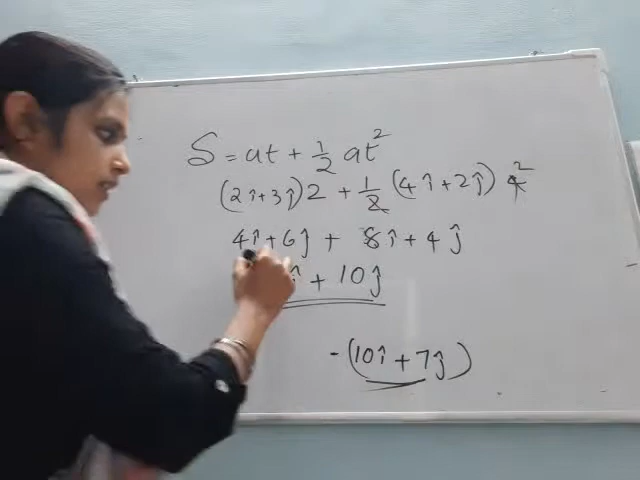 S = ut + 1/2 at²
(2î+3ĵ)2 + 1/2 (4î+2ĵ) 4²
4î+6ĵ + 8î+4ĵ
î + 10ĵ
-(10î + 7ĵ)